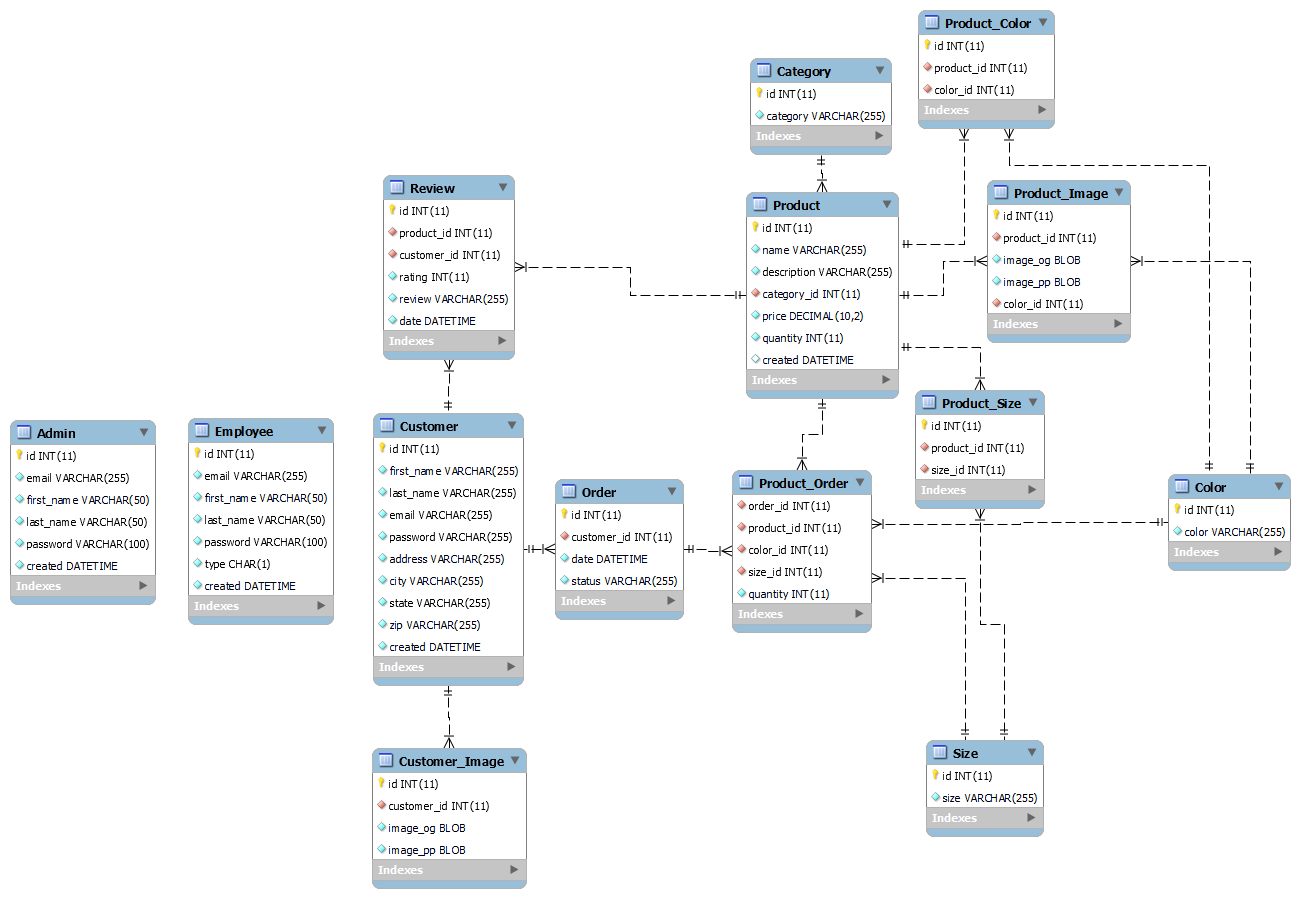 Product_Color
id INT(11)
product_id INT(11)
color_id INT(11)
Indexes
Category
id INT(11)
category VARCHAR(255)
Indexes
Review
id INT(11)
product_id INT(11)
customer_id INT(11)
rating INT(11)
review VARCHAR(255)
date DATETIME
Indexes
Product
id INT(11)
name VARCHAR(255)
description VARCHAR(255)
category_id INT(11)
price DECIMAL(10,2)
quantity INT(11)
created DATETIME
Indexes
Product_Image
id INT(11)
product_id INT(11)
image_og BLOB
image_pp BLOB
color_id INT(11)
Indexes
Admin
id INT(11)
email VARCHAR(255)
first_name VARCHAR(50)
last_name VARCHAR(50)
password VARCHAR(100)
created DATETIME
Indexes
Employee
id INT(11)
email VARCHAR(255)
first_name VARCHAR(50)
last_name VARCHAR(50)
password VARCHAR(100)
type CHAR(1)
created DATETIME
Indexes
Customer
id INT(11)
first_name VARCHAR(255)
last_name VARCHAR(255)
email VARCHAR(255)
password VARCHAR(255)
address VARCHAR(255)
city VARCHAR(255)
state VARCHAR(255)
zip VARCHAR(255)
created DATETIME
Indexes
Order
id INT(11)
customer_id INT(11)
date DATETIME
status VARCHAR(255)
Indexes
Product_Order
order_id INT(11)
product_id INT(11)
color_id INT(11)
size_id INT(11)
quantity INT(11)
Indexes
Product_Size
id INT(11)
product_id INT(11)
size_id INT(11)
Indexes
Color
id INT(11)
color VARCHAR(255)
Indexes
Customer_Image
id INT(11)
customer_id INT(11)
image_og BLOB
image_pp BLOB
Indexes
Size
id INT(11)
size VARCHAR(255)
Indexes